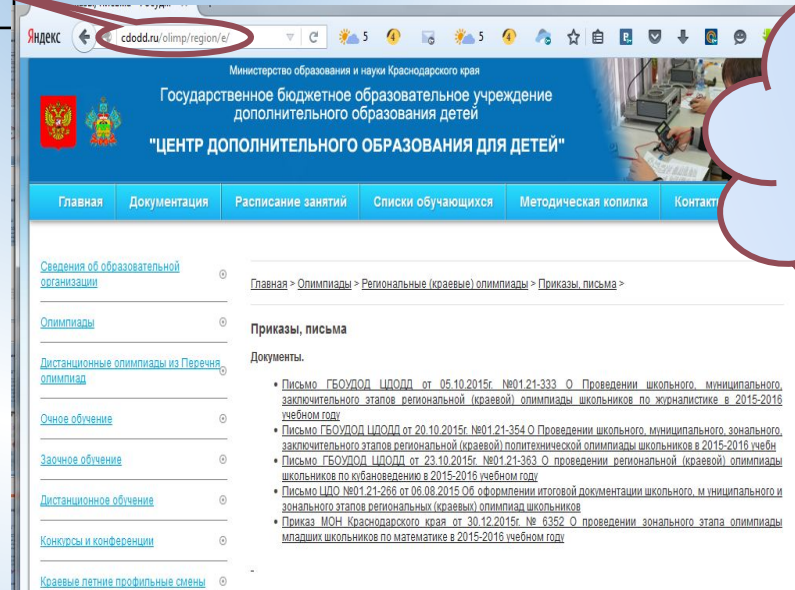 Яндекс
cdodd.ru/olimp/region/e/
5
4
5
4
Министерство образования и науки Краснодарского края
Государственное бюджетное образовательное учреждение
дополнительного образования детей
"ЦЕНТР ДОПОЛНИТЕЛЬНОГО ОБРАЗОВАНИЯ ДЛЯ ДЕТЕЙ"
Главная Документация Расписание занятий Списки обучающихся Методическая копилка
Сведения об образовательной
организации
Олимпиады
Дистанционные олимпиады из Перечня
олимпиад
Очное обучение
Заочное обучение
Дистанционное обучение
Конкурсы и конференции
Краевые летние профильные смены
Главная > Олимпиады > Региональные (краевые) олимпиады > Приказы, письма >
Приказы, письма
Документы.
Письмо ГБОУДОД ЦДОДД от 05.10.2015г. №01.21-333 О Проведении школьного, муниципального,
заключительного этапов региональной (краевой) олимпиады школьников по журналистике в 2015-2016
учебном году
Письмо ГБОУДОД ЦДОДД от 20.10.2015г. №01.21-354 О Проведении школьного, муниципального, зонального,
заключительного этапов региональной (краевой) политехнической олимпиады школьников в 2015-2016 учебн
Письмо ГБОУДОД ЦДОДД от 23.10.2015г. №01.21-363 О проведении региональной (краевой) олимпиады
школьников по кубановедению в 2015-2016 учебном году
Письмо ЦДО №01.21-266 от 06.08.2015 Об оформлении итоговой документации школьного, м униципального и
зонального этапов региональных (краевых) олимпиад школьников
Приказ МОН Краснодарского края от 30.12.2015г. № 6352 О проведении зонального этапа олимпиады
младших школьников по математике в 2015-2016 учебном году